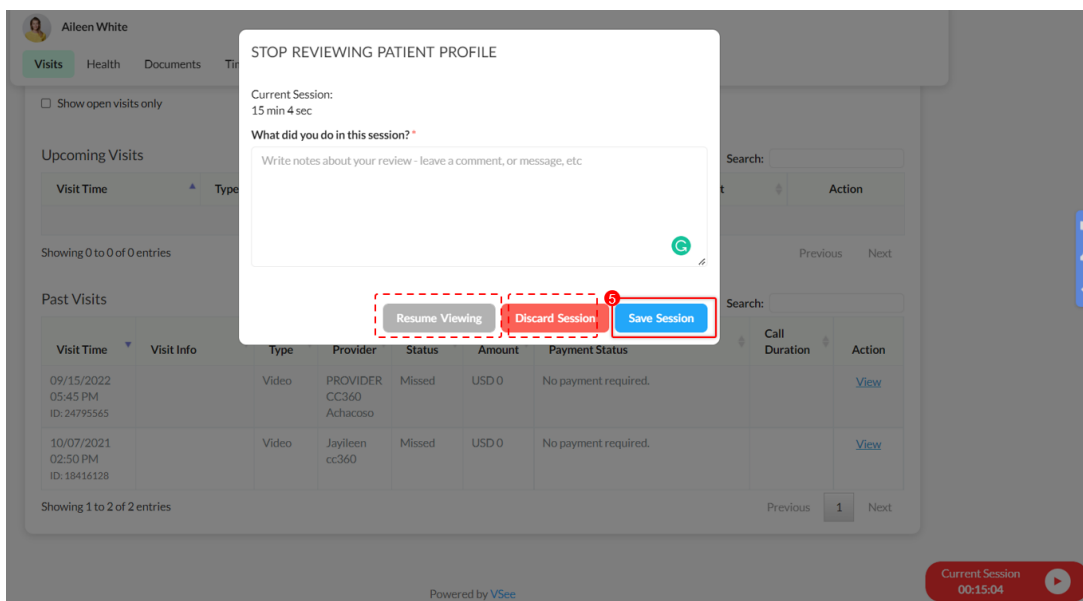 Aileen White
Visits Health Documents
STOP REVIEWING PATIENT PROFILE
Current Session:
15 min 4 sec
What did you do in this session? *
Write notes about your review - leave a comment, or message, etc
Show open visits only
Upcoming Visits
Search:
Visit Time Type Action
Showing 0 to 0 of 0 entries
Previous Next
5
Resume Viewing Discard Session Save Session
Past Visits
Search:
Visit Time Visit Info Type Provider Status Amount Payment Status Call Duration Action
09/15/2022 Video PROVIDER Missed USD 0 No payment required. View
05:45 PM CC360
ID: 24795565 Achacoso
10/07/2021 Video Jayileen Missed USD 0 No payment required. View
02:50 PM cc360
ID: 18416128
Showing 1 to 2 of 2 entries
Previous 1 Next
Powered by VSee
Current Session
00:15:04